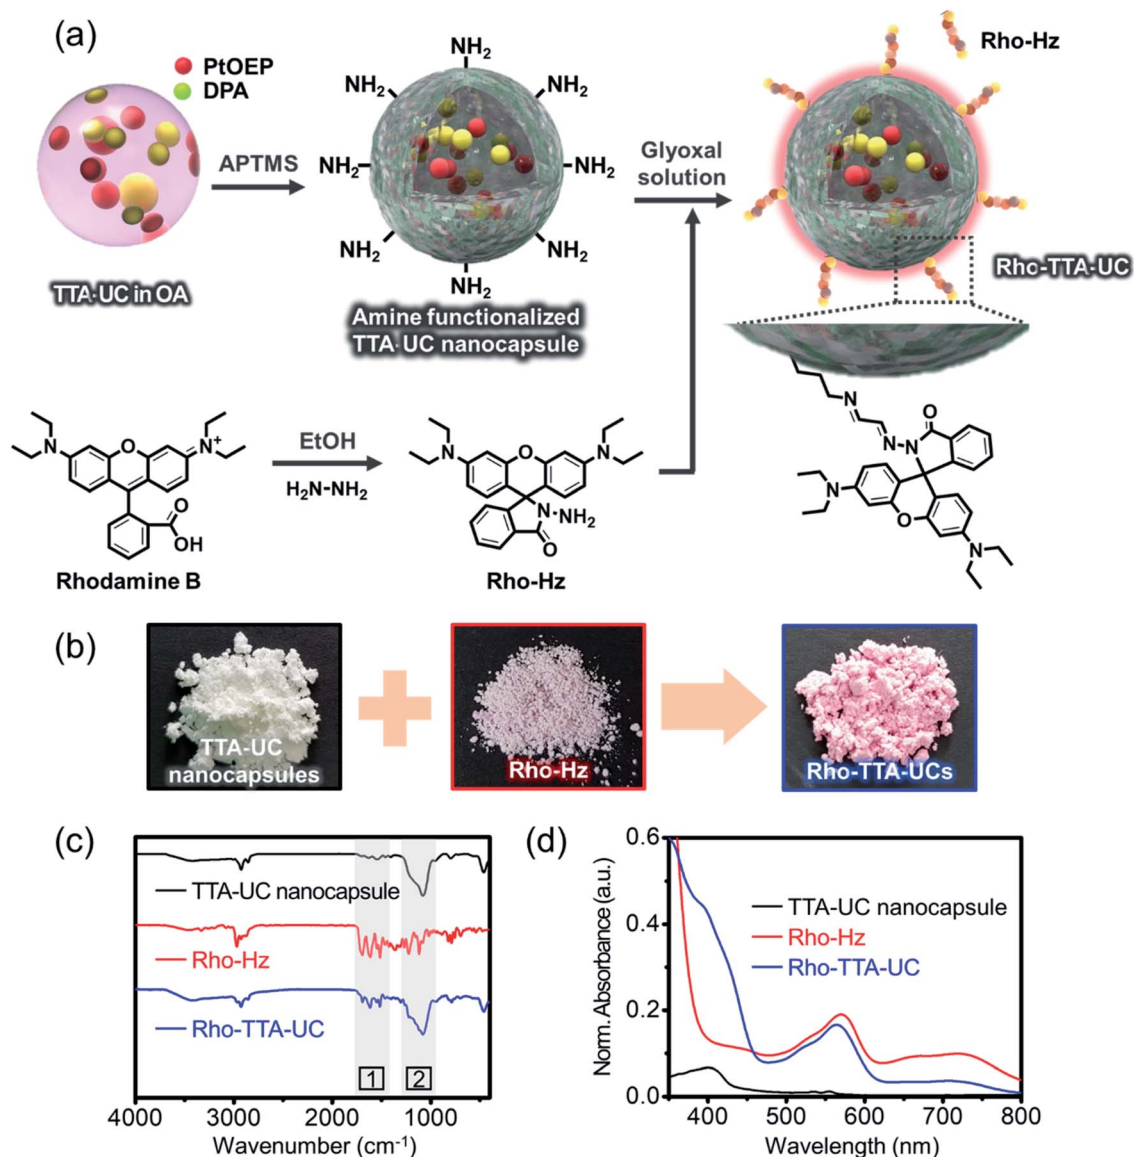 (a)
PtOEP
DPA
APTMS
TTA-UC in OA
NH₂
NH₂
NH₂
NH₂
NH₂
NH₂
NH₂
NH₂
Amine functionalized
TTA-UC nanocapsule
Glyoxal
solution
Rho-Hz
Rho-TTA-UC
N
O
N
N
O
N
O
N
N
O
N⁺
O
OH
Rhodamine B
EtOH
H₂N-NH₂
N
O
N
N-NH₂
O
Rho-Hz
(b)
TTA-UC
nanocapsules
Rho-Hz
Rho-TTA-UCs
(c)
TTA-UC nanocapsule
Rho-Hz
Rho-TTA-UC
1
2
4000
3000
2000
1000
Wavenumber (cm⁻¹)
(d)
Norm. Absorbance (a.u.)
0.6
0.4
0.2
0.0
TTA-UC nanocapsule
Rho-Hz
Rho-TTA-UC
400
500
600
700
800
Wavelength (nm)